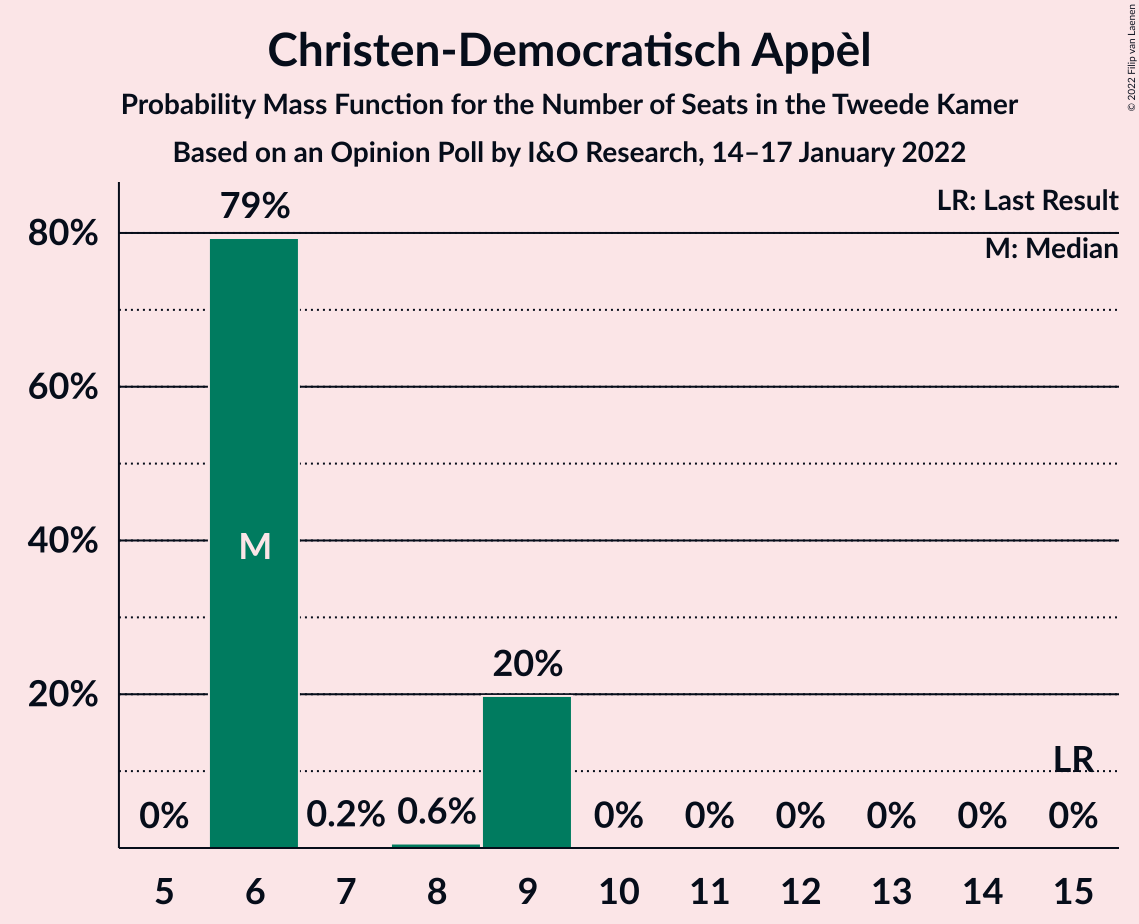 Christen-Democratisch Appèl
Probability Mass Function for the Number of Seats in the Tweede Kamer
Based on an Opinion Poll by I&O Research, 14–17 January 2022
© 2022 Filip van Laenen
LR: Last Result
M: Median
80%
60%
40%
20%
79%
M
20%
LR
0%
0.2%
0.6%
0%
0%
0%
0%
0%
0%
5 6 7 8 9 10 11 12 13 14 15